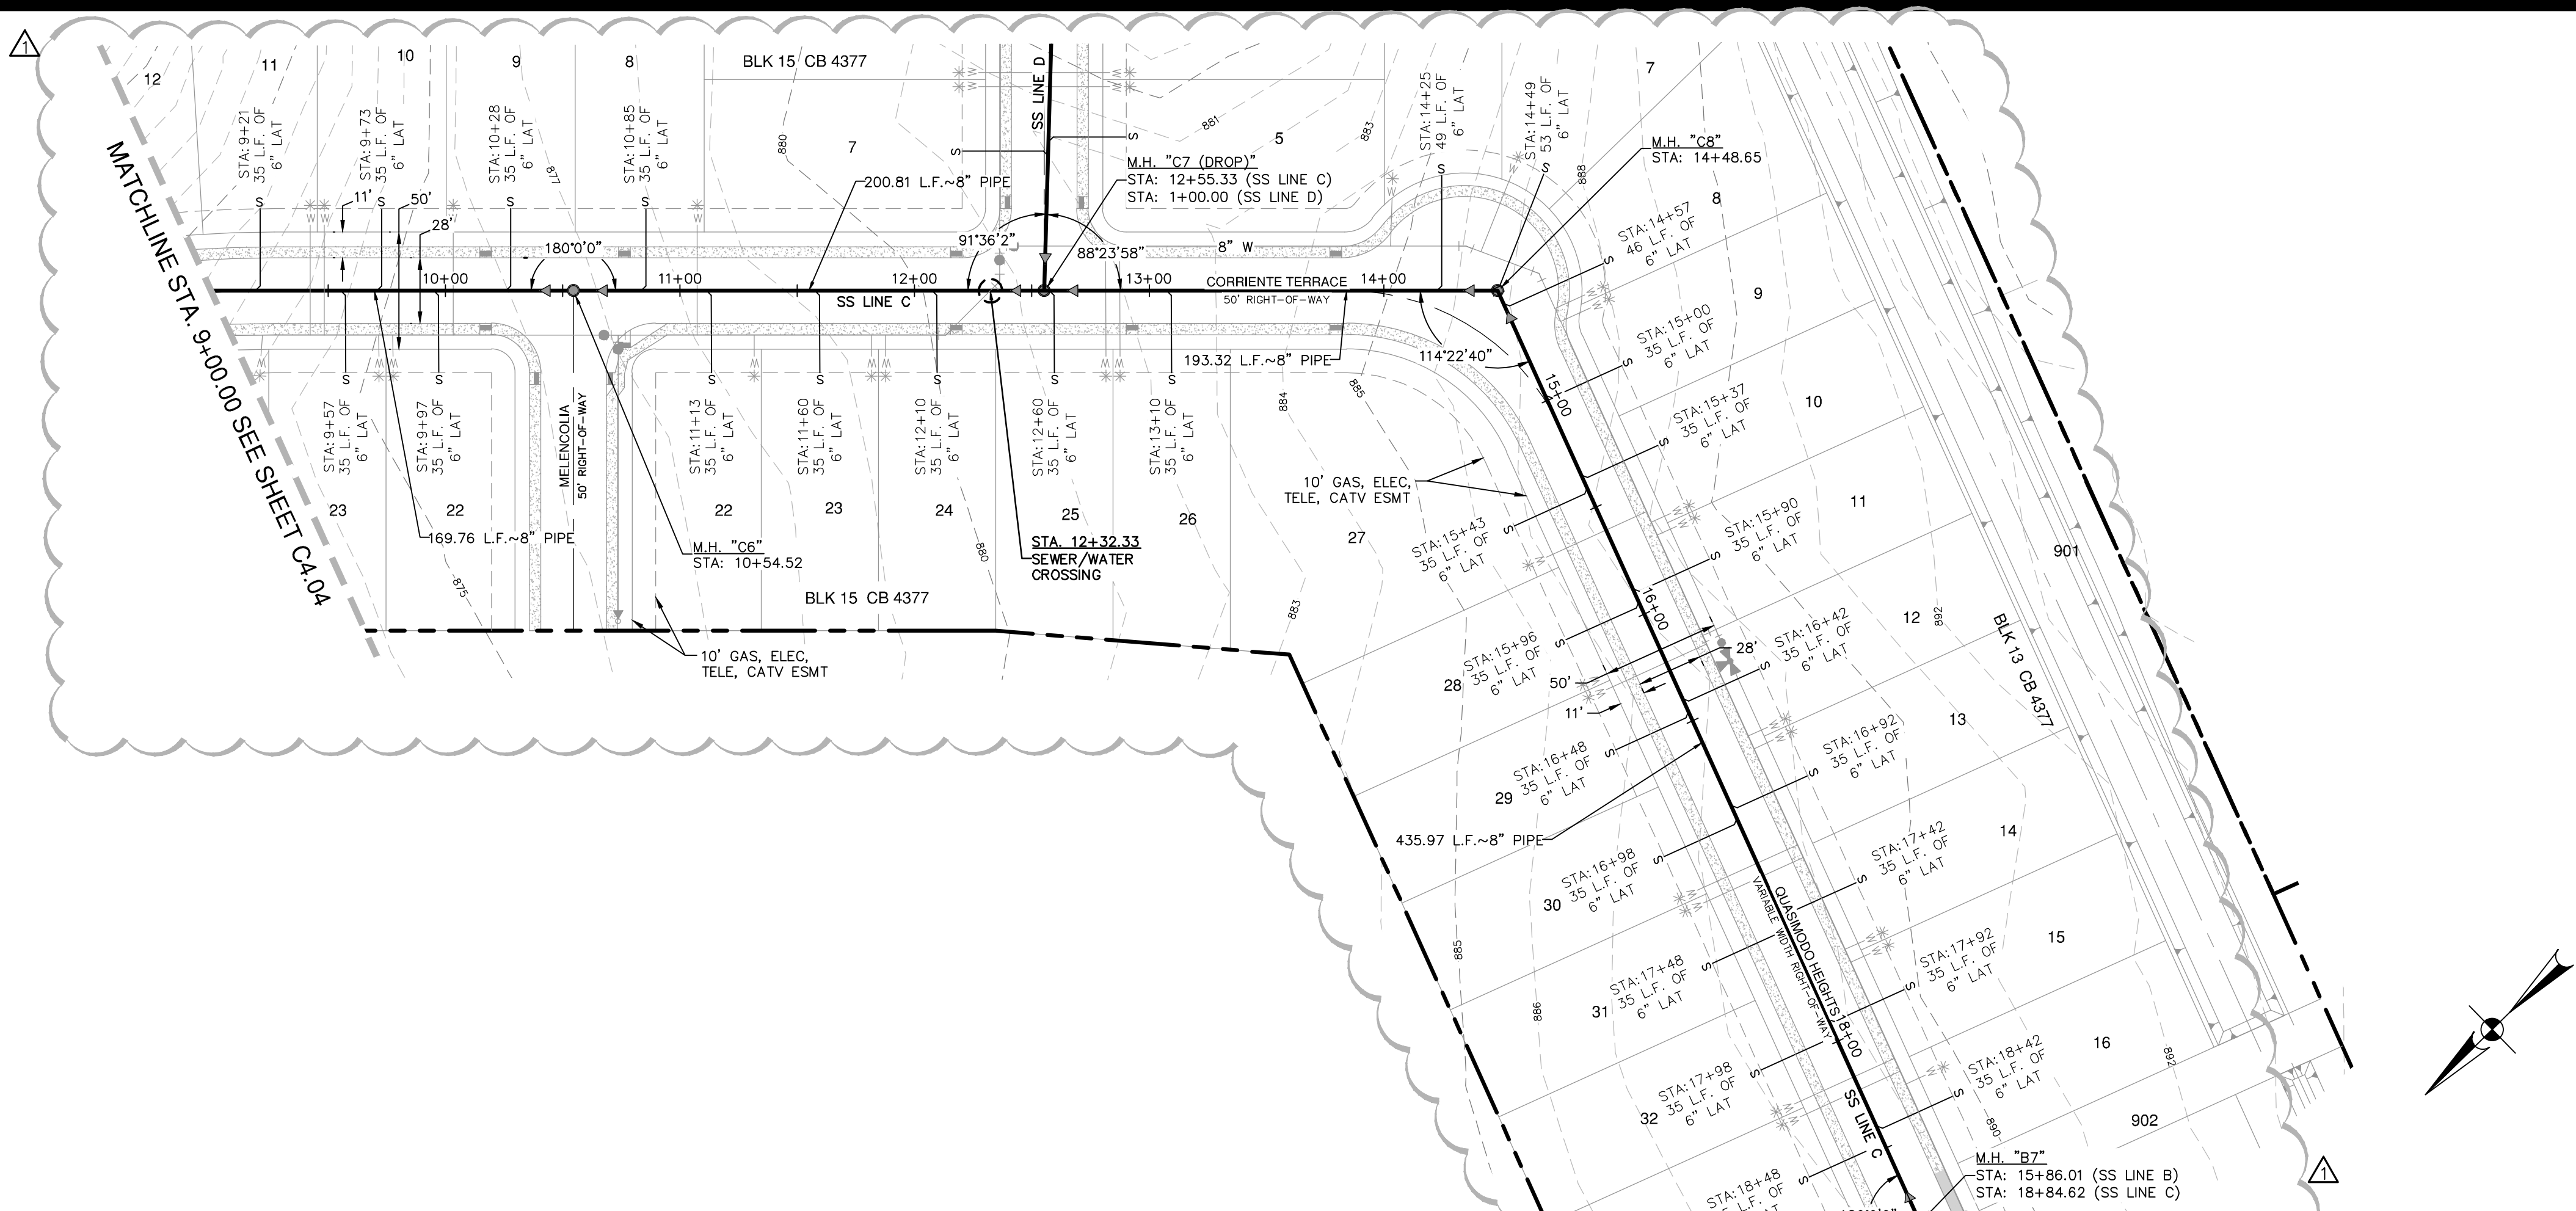 1
12
11
10
9
8
BLK 15 CB 4377
7
SS LINE D
5
7
MATCHLINE STA. 9+00.00 SEE SHEET C4.04
STA:9+21
35 L.F. OF
6" LAT
STA:9+73
35 L.F. OF
6" LAT
STA:10+28
35 L.F. OF
6" LAT
STA:10+85
35 L.F. OF
6" LAT
877
880
881
883
STA:14+25
49 L.F. OF
6" LAT
STA:14+49
53 L.F. OF
6" LAT
888
M.H. "C8"
STA: 14+48.65
M.H. "C7 (DROP)"
STA: 12+55.33 (SS LINE C)
STA: 1+00.00 (SS LINE D)
200.81 L.F.~8" PIPE
11'
50'
28'
180°0'0"
91°36'2"
88°23'58"
8" W
10+00
11+00
12+00
13+00
14+00
SS LINE C
CORRIENTE TERRACE
50' RIGHT-OF-WAY
193.32 L.F.~8" PIPE
114°22'40"
8
STA:14+57
46 L.F. OF
6" LAT
9
STA:15+00
35 L.F. OF
6" LAT
10
STA:15+37
35 L.F. OF
6" LAT
11
STA:15+90
35 L.F. OF
6" LAT
12
STA:16+42
35 L.F. OF
6" LAT
13
STA:16+92
35 L.F. OF
6" LAT
14
STA:17+42
35 L.F. OF
6" LAT
15
STA:17+92
35 L.F. OF
6" LAT
16
STA:18+42
35 L.F. OF
6" LAT
901
902
BLK 13 CB 4377
892
892
890
STA:9+57
35 L.F. OF
6" LAT
STA:9+97
35 L.F. OF
6" LAT
MELENCOLIA
50' RIGHT-OF-WAY
STA:11+13
35 L.F. OF
6" LAT
STA:11+60
35 L.F. OF
6" LAT
STA:12+10
35 L.F. OF
6" LAT
STA:12+60
35 L.F. OF
6" LAT
STA:13+10
35 L.F. OF
6" LAT
884
885
23
22
22
23
24
25
26
27
169.76 L.F.~8" PIPE
M.H. "C6"
STA: 10+54.52
STA. 12+32.33
SEWER/WATER
CROSSING
875
880
883
BLK 15 CB 4377
10' GAS, ELEC,
TELE, CATV ESMT
10' GAS, ELEC,
TELE, CATV ESMT
15+00
16+00
18+00
STA:15+43
35 L.F. OF
6" LAT
28
STA:15+96
35 L.F. OF
6" LAT
50'
28'
11'
29
STA:16+48
35 L.F. OF
6" LAT
435.97 L.F.~8" PIPE
30
STA:16+98
35 L.F. OF
6" LAT
QUASIMODO HEIGHTS
VARIABLE WIDTH RIGHT-OF-WAY
885
886
31
STA:17+48
35 L.F. OF
6" LAT
32
STA:17+98
35 L.F. OF
6" LAT
SS LINE C
STA:18+48
M.H. "B7"
STA: 15+86.01 (SS LINE B)
STA: 18+84.62 (SS LINE C)
1